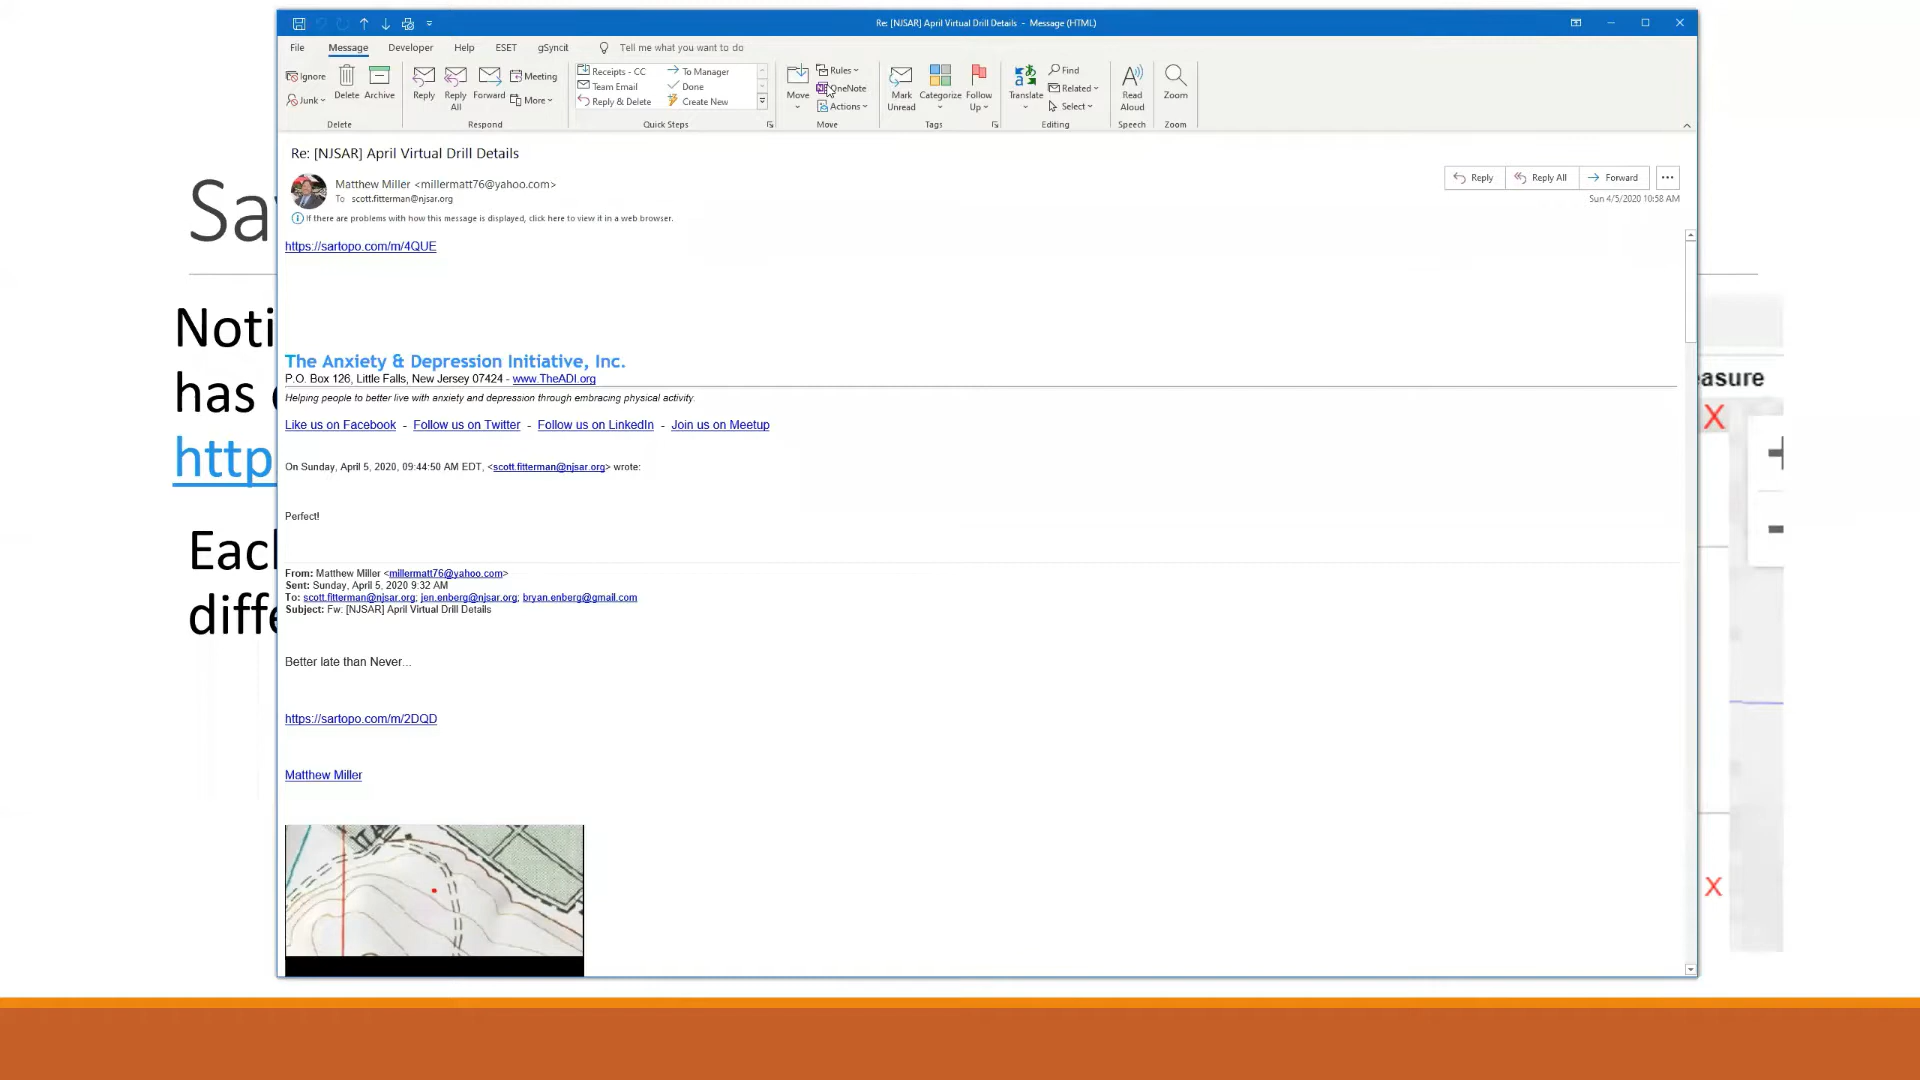 Re: [NJSAR] April Virtual Drill Details - Message (HTML)
File Message Developer Help ESET gSyncit Tell me what you want to do
Ignore
Junk
Delete
Archive
Delete
Reply
Reply All
Forward
Meeting
More
Respond
Receipts - CC
Team Email
Reply & Delete
To Manager
Done
Create New
Quick Steps
Move
Rules
OneNote
Actions
Move
Mark Unread
Categorize
Follow Up
Tags
Translate
Find
Related
Select
Editing
Read Aloud
Speech
Zoom
Zoom
Re: [NJSAR] April Virtual Drill Details
Matthew Miller <millermatt76@yahoo.com>
To scott.fitterman@njsar.org
Reply Reply All Forward
Sun 4/5/2020 10:58 AM
If there are problems with how this message is displayed, click here to view it in a web browser.
https://sartopo.com/m/4QUE
The Anxiety & Depression Initiative, Inc.
P.O. Box 126, Little Falls, New Jersey 07424 - www.TheADI.org
Helping people to better live with anxiety and depression through embracing physical activity.
Like us on Facebook - Follow us on Twitter - Follow us on LinkedIn - Join us on Meetup
On Sunday, April 5, 2020, 09:44:50 AM EDT, <scott.fitterman@njsar.org> wrote:
Perfect!
From: Matthew Miller <millermatt76@yahoo.com>
Sent: Sunday, April 5, 2020 9:32 AM
To: scott.fitterman@njsar.org; jen.enberg@njsar.org; bryan.enberg@gmail.com
Subject: Fw: [NJSAR] April Virtual Drill Details
Better late than Never...
https://sartopo.com/m/2DQD
Matthew Miller
Sa
Noti
has
http
Eac
diffe
easure
X
+
-
X